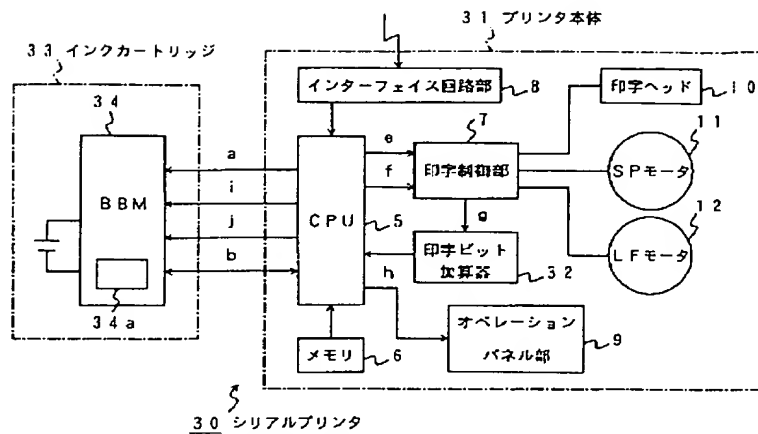 31 プリンタ本体
33 インクカートリッジ
インターフェイス回路部
8
印字ヘッド
10
34
7
11
a
e
f
印字制御部
SPモータ
i
BBM
CPU
5
12
j
g
LFモータ
b
印字ビット
加算器
32
h
34a
オペレーション
パネル部
9
メモリ
6
30 シリアルプリンタ